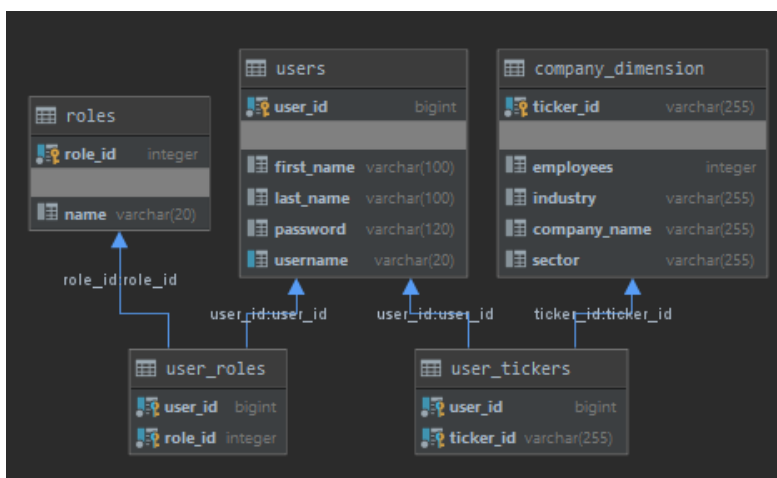 roles
role_id integer
name varchar(20)
users
user_id bigint
first_name varchar(100)
last_name varchar(100)
password varchar(120)
username varchar(20)
company_dimension
ticker_id varchar(255)
employees integer
industry varchar(255)
company_name varchar(255)
sector varchar(255)
role_id:role_id
user_id:user_id
user_id:user_id
ticker_id:ticker_id
user_roles
user_id bigint
role_id integer
user_tickers
user_id bigint
ticker_id varchar(255)